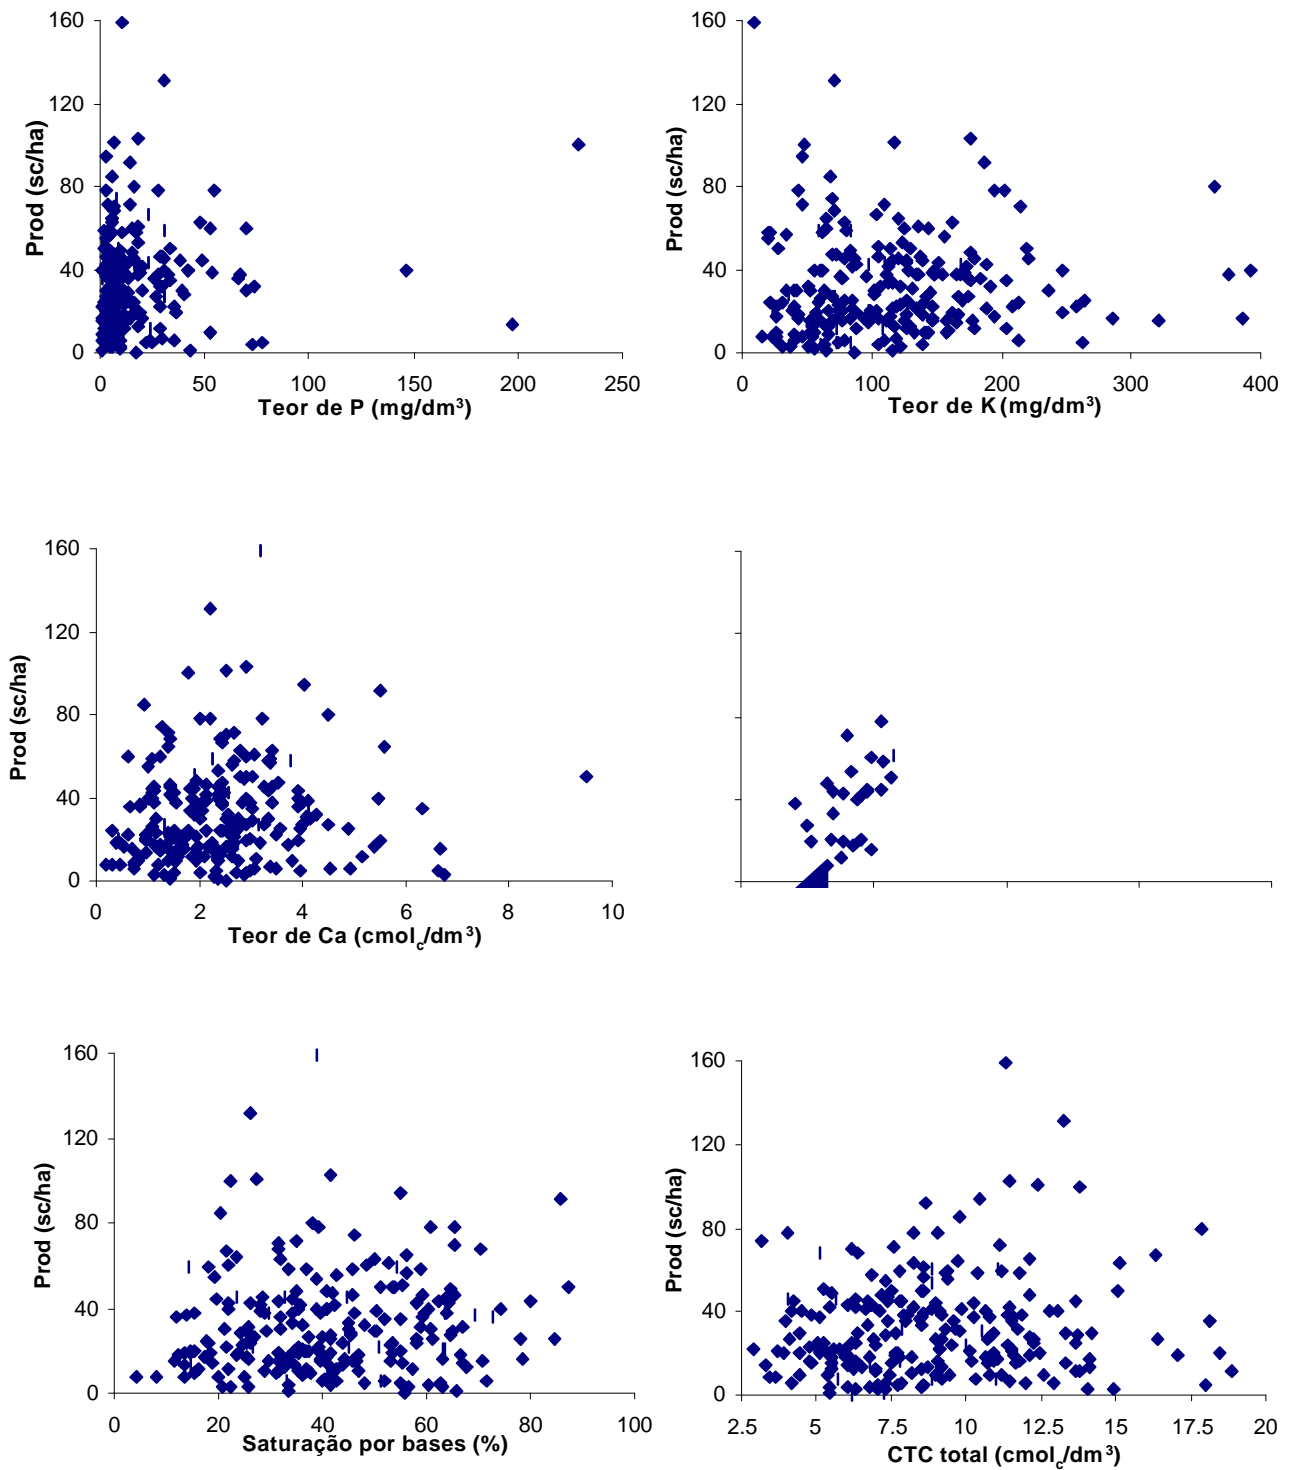 160
120
80
40
0
Prod (sc/ha)
0 50 100 150 200 250
Teor de P (mg/dm³)
160
120
80
40
0
Prod (sc/ha)
0 100 200 300 400
Teor de K (mg/dm³)
160
120
80
40
0
Prod (sc/ha)
0 2 4 6 8 10
Teor de Ca (cmolc/dm³)
160
120
80
40
0
Prod (sc/ha)
0 20 40 60 80 100
Saturação por bases (%)
160
120
80
40
0
Prod (sc/ha)
2.5 5 7.5 10 12.5 15 17.5 20
CTC total (cmolc/dm³)